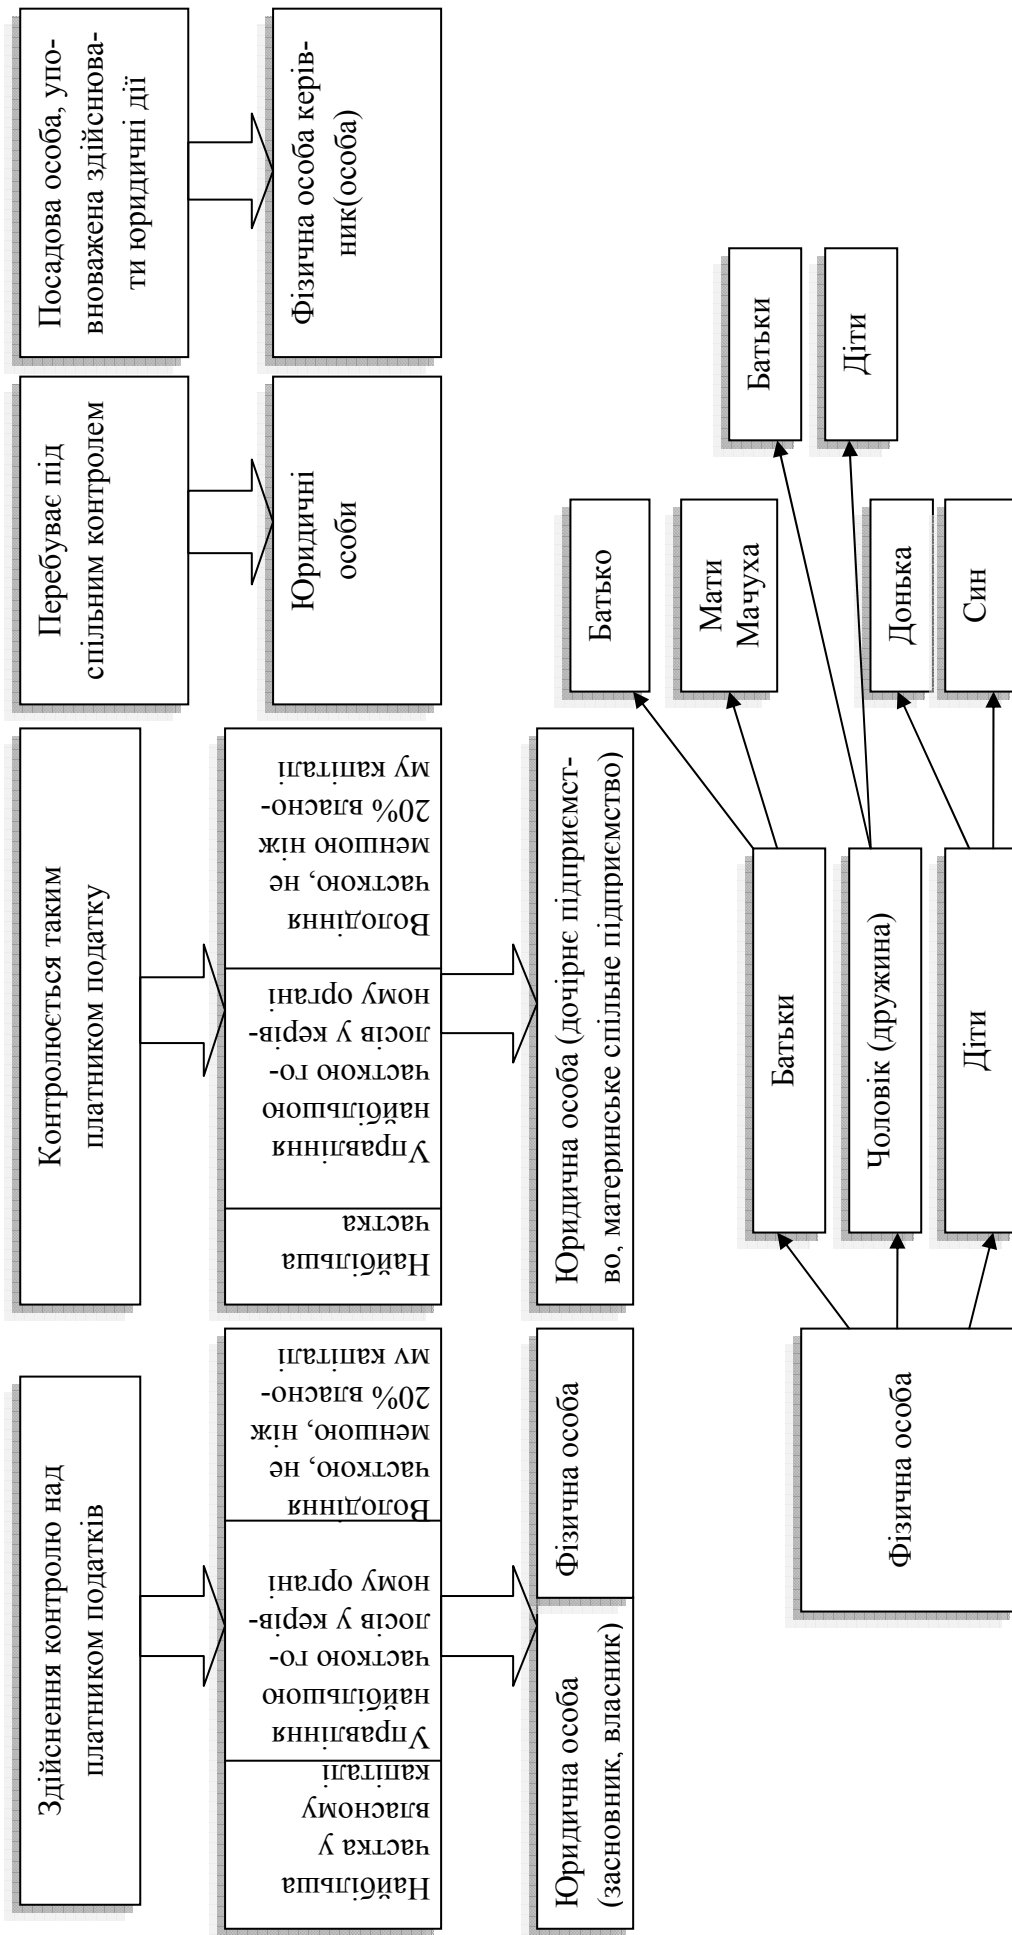 Здійснення контролю над
платником податків
Контролюється таким
платником податку
Перебуває під
спільним контролем
Посадова особа, упо-
вноважена здійснюва-
ти юридичні дії
Найбільша
частка у
власному
капіталі
Управління
найбільшою
часткою го-
лосів у керів-
ному органі
Володіння
часткою, не
меншою, ніж
20% власно-
му капіталі
Найбільша
частка
Управління
найбільшою
часткою го-
лосів у керів-
ному органі
Володіння
часткою, не
меншою ніж
20% власно-
му капіталі
Юридичні
особи
Фізична особа керів-
ник(особа)
Юридична особа
(засновник, власник)
Фізична особа
Юридична особа (дочірнє підприємст-
во, материнське спільне підприємство)
Фізична особа
Батьки
Чоловік (дружина)
Діти
Батько
Мати
Мачуха
Донька
Син
Батьки
Діти